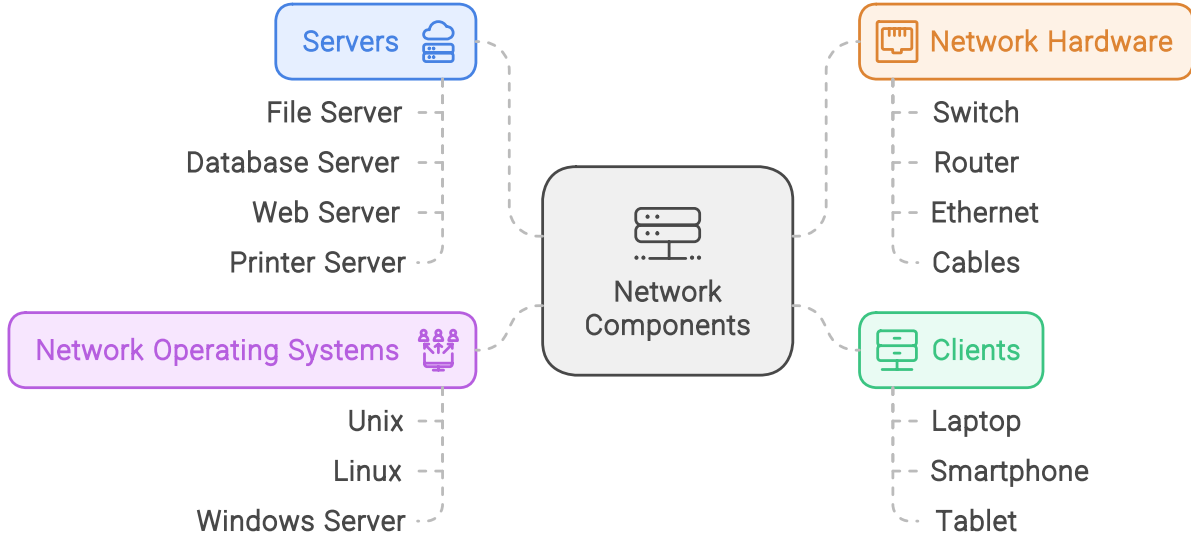 Servers
File Server
Database Server
Web Server
Printer Server
Network Operating Systems
Unix
Linux
Windows Server
Network
Components
Network Hardware
Switch
Router
Ethernet
Cables
Clients
Laptop
Smartphone
Tablet